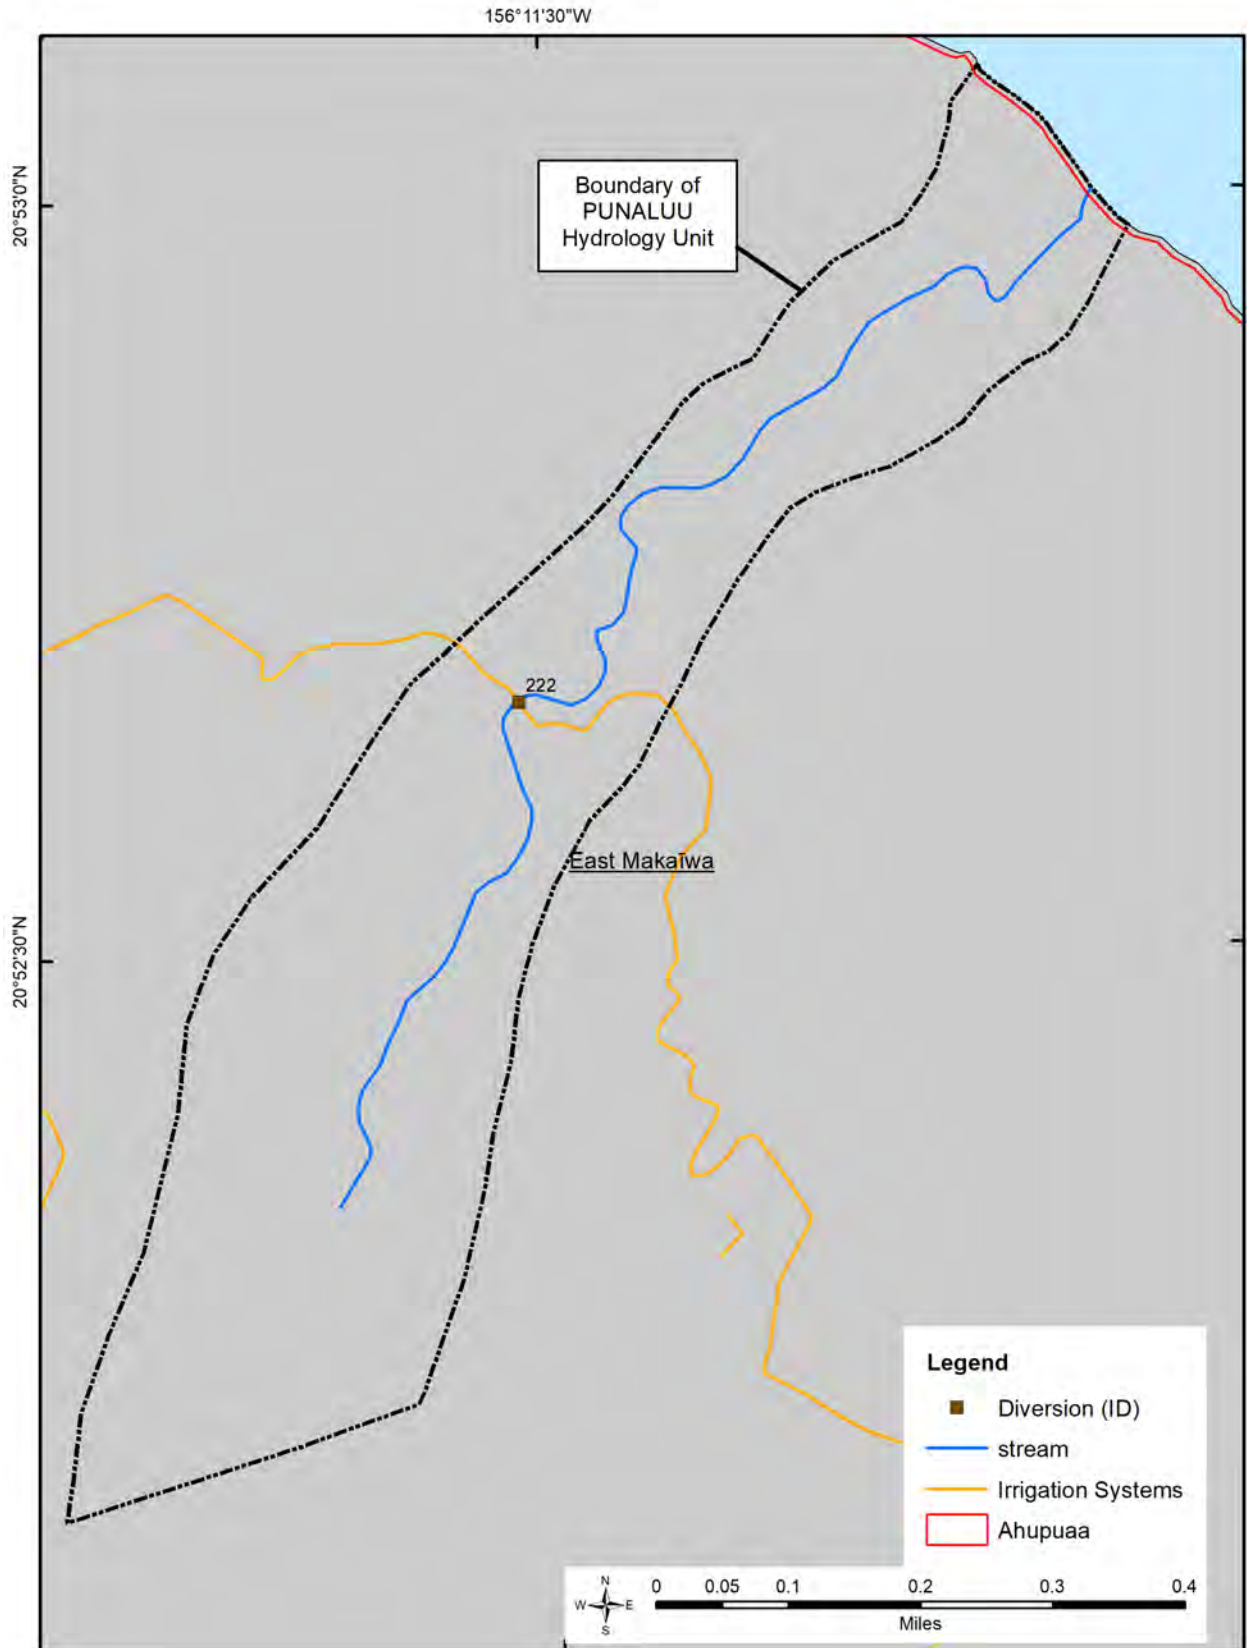 156°11'30"W
20°53'0"N
Boundary of
PUNALUU
Hydrology Unit
222
East Makaīwa
20°52'30"N
Legend
Diversion (ID)
stream
Irrigation Systems
Ahupuaa
N
W E
S
0 0.05 0.1 0.2 0.3 0.4
Miles